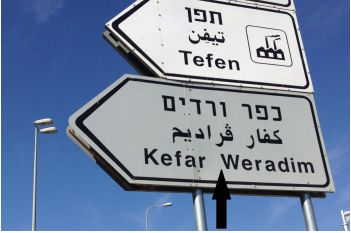 תפן
تيفن
Tefen
כפר ורדים
كفار ڤراديم
Kefar Weradim